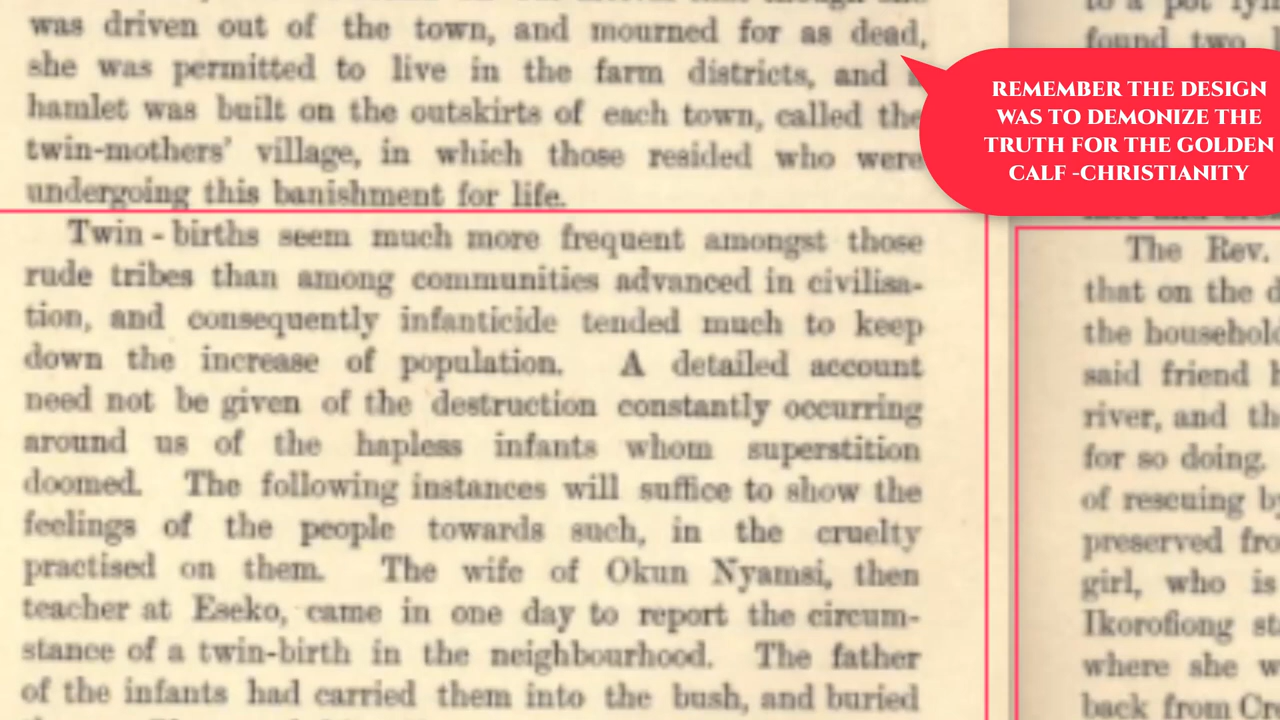 was driven out of the town, and mourned for as dead,
she was permitted to live in the farm districts, and
hamlet was built on the outskirts of each town, called the
twin-mothers' village, in which those resided who were
undergoing this banishment for life.
Twin-births seem much more frequent amongst those
rude tribes than among communities advanced in civilisa-
tion, and consequently infanticide tended much to keep
down the increase of population. A detailed account
need not be given of the destruction constantly occurring
around us of the hapless infants whom superstition
doomed. The following instances will suffice to show the
feelings of the people towards such, in the cruelty
practised on them. The wife of Okun Nyamsi, then
teacher at Eseko, came in one day to report the circum-
stance of a twin-birth in the neighbourhood. The father
of the infants had carried them into the bush, and buried
REMEMBER THE DESIGN
WAS TO DEMONIZE THE
TRUTH FOR THE GOLDEN
CALF -CHRISTIANITY
to a pot
found two
The Rev.
that on the
the household
said friend
river, and
for so doing.
of rescuing
preserved
girl, who is
Ikorofiong
where she
back from